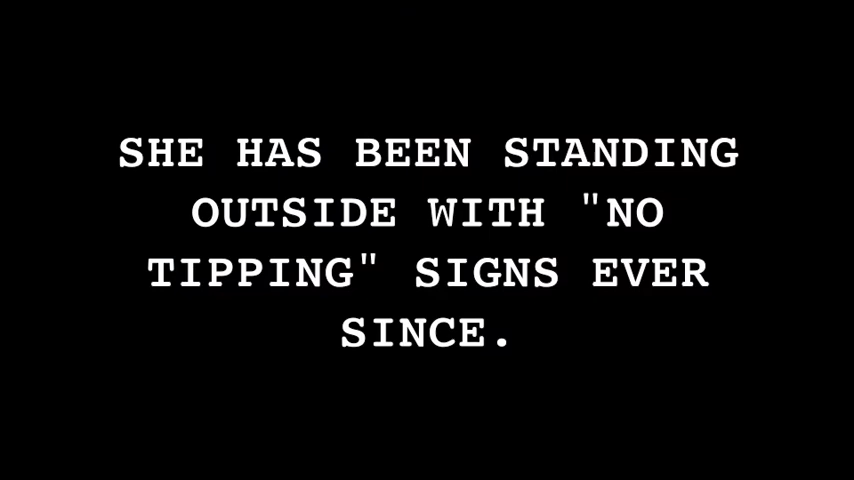 SHE HAS BEEN STANDING
OUTSIDE WITH "NO
TIPPING" SIGNS EVER
SINCE.